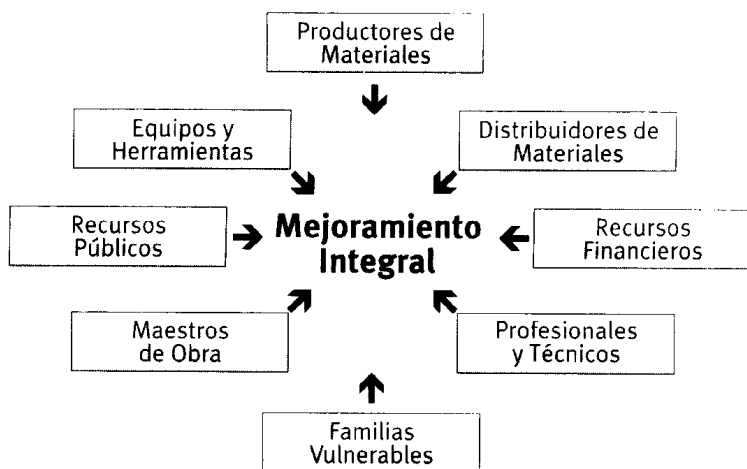 Productores de
Materiales
Equipos y
Herramientas
Distribuidores de
Materiales
Recursos
Públicos
Mejoramiento
Integral
Recursos
Financieros
Maestros
de Obra
Profesionales
y Técnicos
Familias
Vulnerables